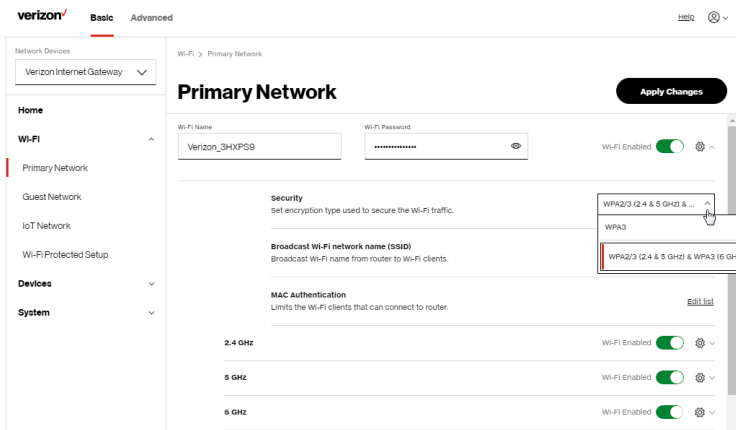 verizon✓ Basic Advanced Help
Network Devices
Verizon Internet Gateway
Home
Wi-Fi
Primary Network
Guest Network
IoT Network
Wi-Fi Protected Setup
Devices
System
Wi-Fi > Primary Network
Primary Network
Apply Changes
Wi-Fi Name
Verizon_3HXPS9
Wi-Fi Password
•••••••••••••••
Wi-Fi Enabled
Security
Set encryption type used to secure the Wi-Fi traffic.
WPA2/3 (2.4 & 5 GHz) & ...
WPA3
WPA2/3 (2.4 & 5 GHz) & WPA3 (6 GH
Broadcast Wi-Fi network name (SSID)
Broadcast Wi-Fi name from router to Wi-Fi clients.
MAC Authentication
Limits the Wi-Fi clients that can connect to router.
Edit list
2.4 GHz Wi-Fi Enabled
5 GHz Wi-Fi Enabled
6 GHz Wi-Fi Enabled